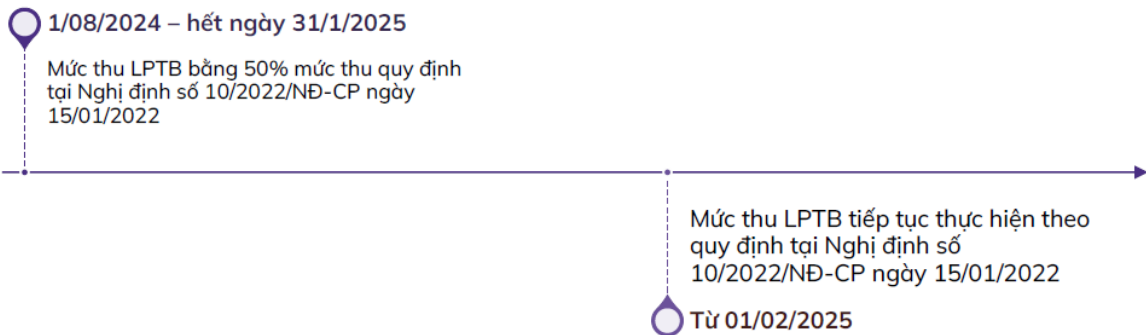 1/08/2024 – hết ngày 31/1/2025
Mức thu LPTB bằng 50% mức thu quy định
tại Nghị định số 10/2022/NĐ-CP ngày
15/01/2022
Mức thu LPTB tiếp tục thực hiện theo
quy định tại Nghị định số
10/2022/NĐ-CP ngày 15/01/2022
Từ 01/02/2025